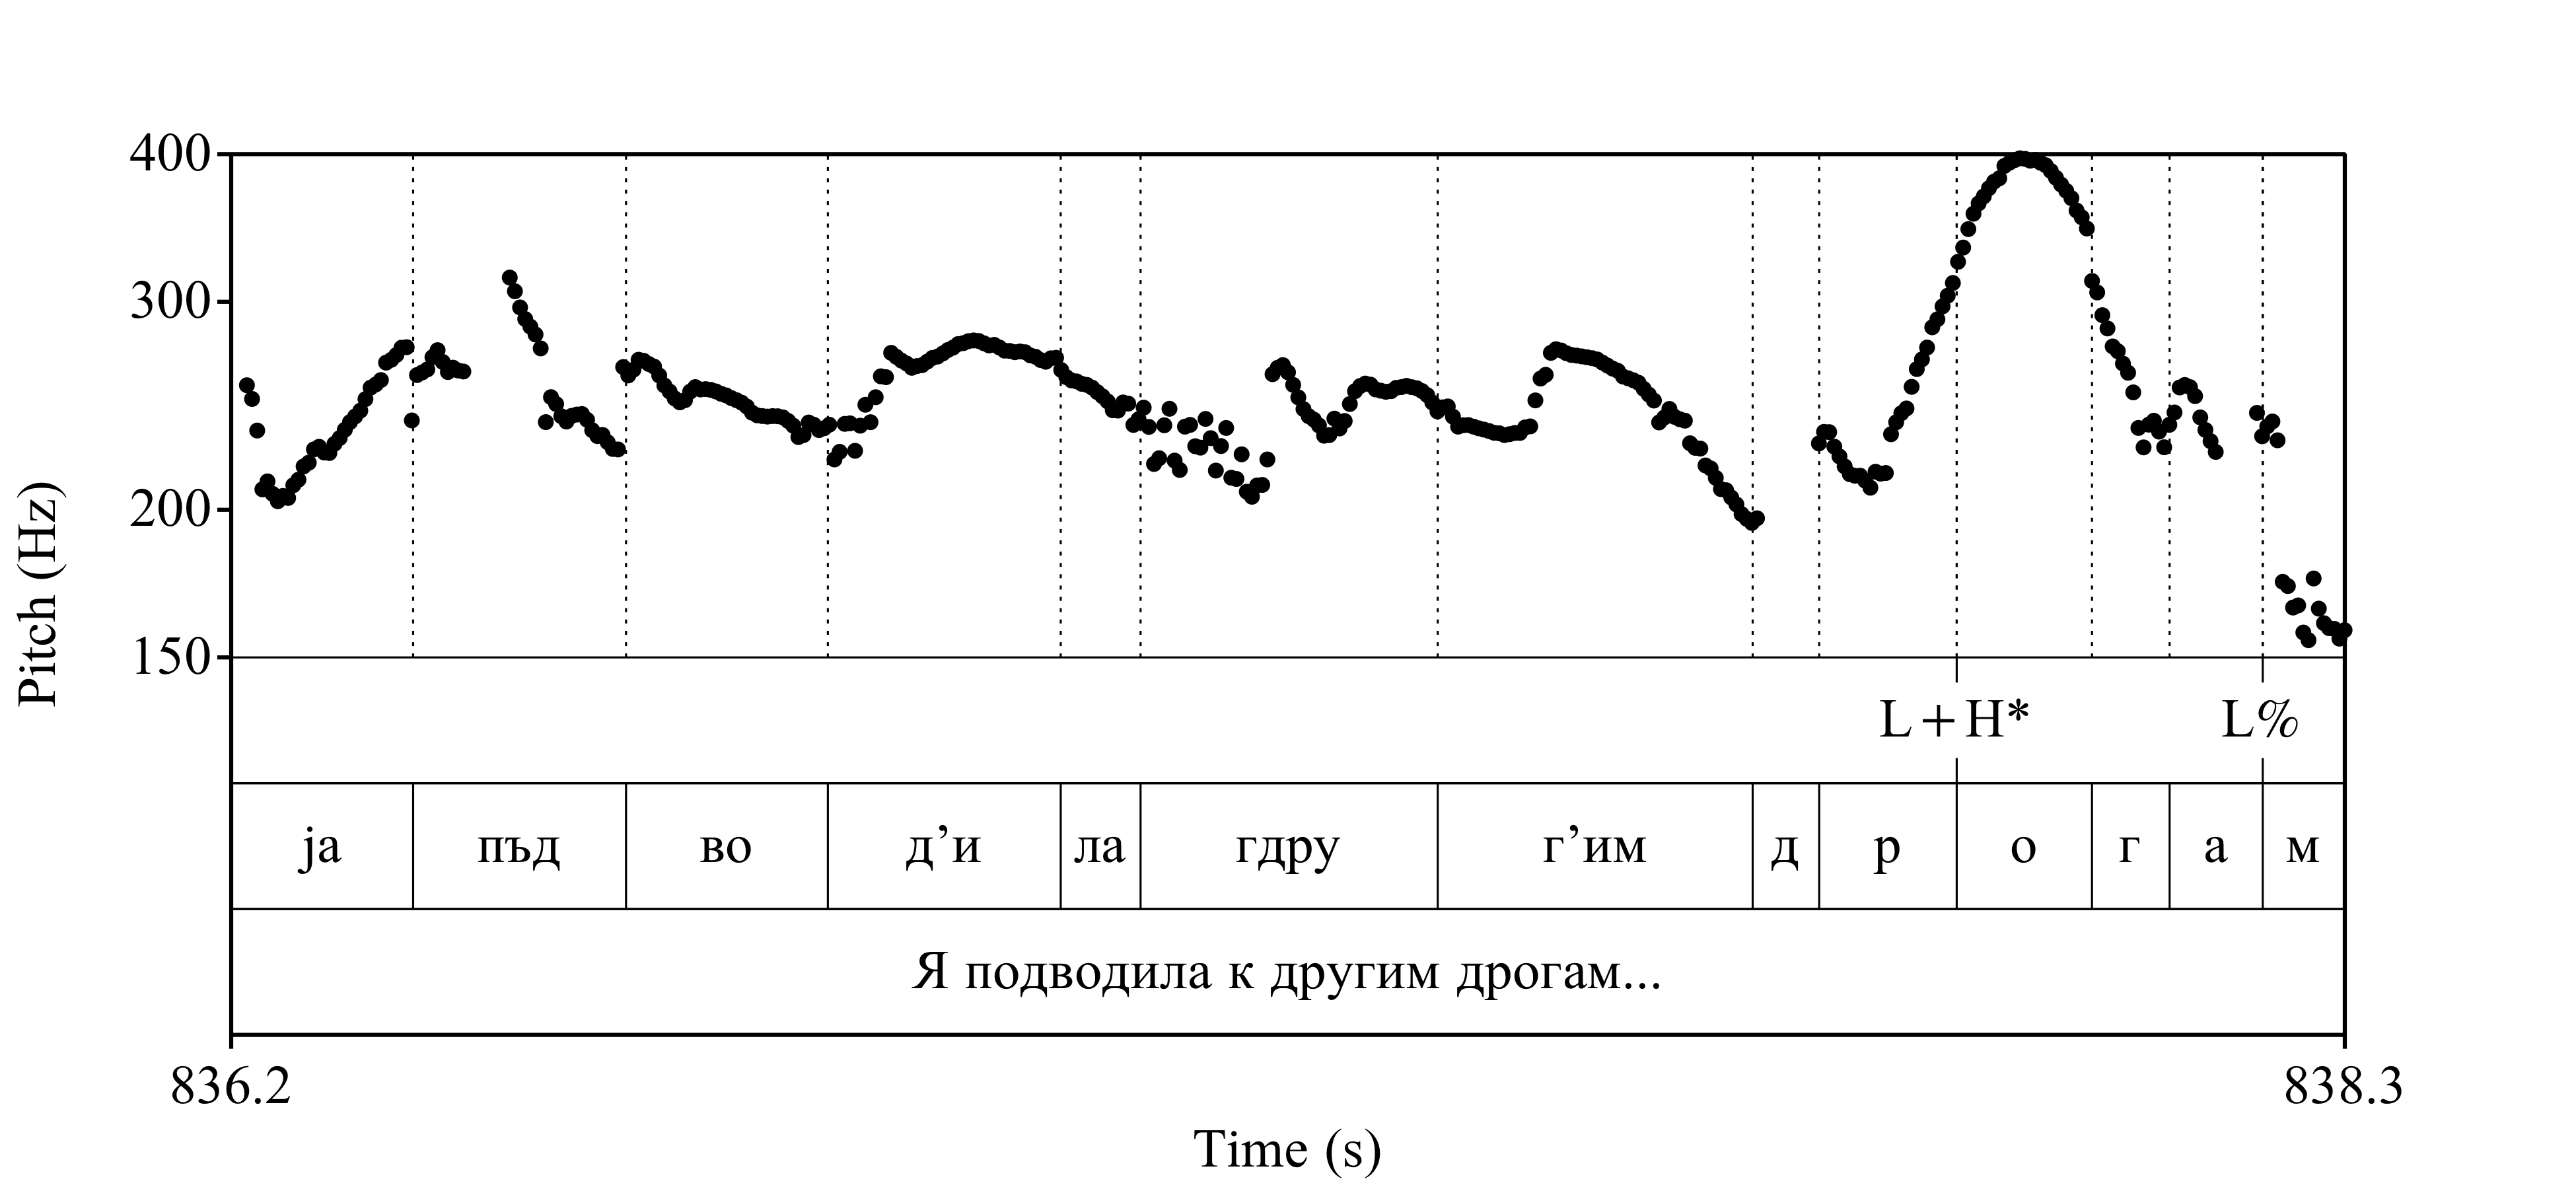 400
300
200
150
Pitch (Hz)
L+H* L%
ја пъд во д’и ла гдру г’им д р о г а м
Я подводила к другим дрогам...
836.2 838.3
Time (s)